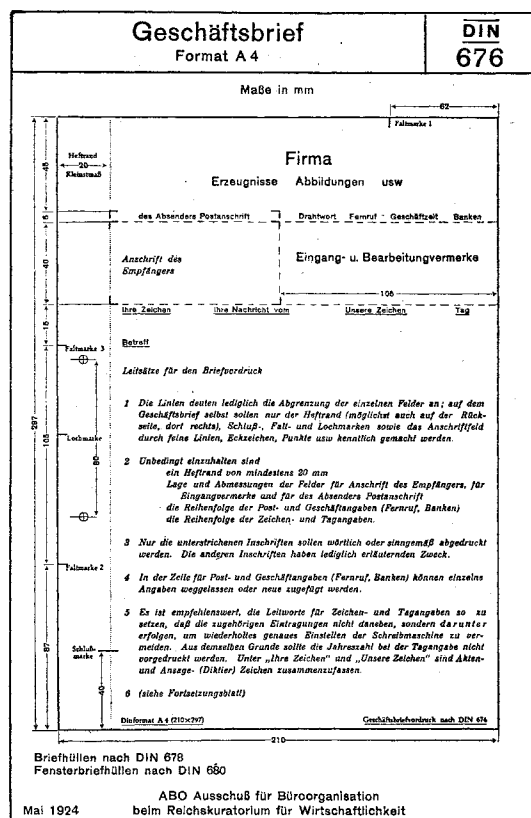 Geschäftsbrief
Format A 4
DIN
676
Maße in mm
62
Faltmarke 1
Heftrand
20
Kleinstmaß
45
Firma
Erzeugnisse Abbildungen usw
5
des Absenders Postanschrift
Drahtwort Fernruf Geschäftzeit Banken
40
Anschrift des
Empfängers
Eingang- u. Bearbeitungvermerke
105
Ihre Zeichen Ihre Nachricht vom Unsere Zeichen Tag
15
Betreff
Faltmarke 3
Leitsätze für den Briefvordruck
1 Die Linien deuten lediglich die Abgrenzung der einzelnen Felder an; auf dem
Geschäftsbrief selbst sollen nur der Heftrand (möglichst auch auf der Rück-
seite, dort rechts), Schluß-, Falt- und Lochmarken sowie das Anschriftfeld
durch feine Linien, Eckzeichen, Punkte usw kenntlich gemacht werden.
297
105
Lochmarke
80
2 Unbedingt einzuhalten sind
ein Heftrand von mindestens 20 mm
Lage und Abmessungen der Felder für Anschrift des Empfängers, für
Eingangvermerke und für des Absenders Postanschrift
die Reihenfolge der Post- und Geschäftangaben (Fernruf, Banken)
die Reihenfolge der Zeichen- und Tagangaben.
3 Nur die unterstrichenen Inschriften sollen wörtlich oder sinngemäß abgedruckt
werden. Die anderen Inschriften haben lediglich erläuternden Zweck.
Faltmarke 2
4 In der Zeile für Post- und Geschäftangaben (Fernruf, Banken) können einzelne
Angaben weggelassen oder neue zugefügt werden.
5 Es ist empfehlenswert, die Leitworte für Zeichen- und Tagangaben so zu
setzen, daß die zugehörigen Eintragungen nicht daneben, sondern darunter
erfolgen, um wiederholtes genaues Einstellen der Schreibmaschine zu ver-
meiden. Aus demselben Grunde sollte die Jahreszahl bei der Tagangabe nicht
vorgedruckt werden. Unter „Ihre Zeichen" und „Unsere Zeichen" sind Akten-
und Ansage- (Diktier) Zeichen zusammenzufassen.
87
Schluß-
marke
40
6 (siehe Fortsetzungsblatt)
Dinformat A 4 (210×297)
Geschäftsbriefvordruck nach DIN 676
210
Briefhüllen nach DIN 678
Fensterbriefhüllen nach DIN 680
ABO Ausschuß für Büroorganisation
Mai 1924 beim Reichskuratorium für Wirtschaftlichkeit